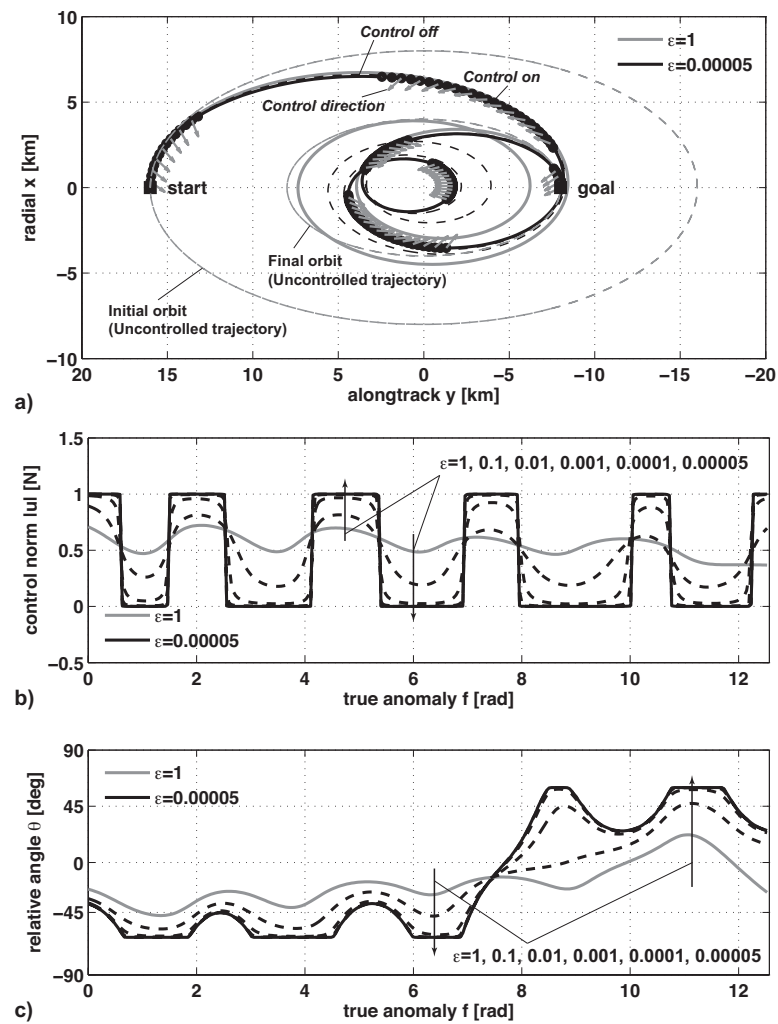 10
5
0
−5
−10
radial x [km]
Control off
Control on
Control direction
ε=1
ε=0.00005
start
goal
Final orbit
(Uncontrolled trajectory)
Initial orbit
(Uncontrolled trajectory)
20 15 10 5 0 −5 −10 −15 −20
alongtrack y [km]
a)
1.5
1
0.5
0
−0.5
control norm |u| [N]
ε=1, 0.1, 0.01, 0.001, 0.0001, 0.00005
ε=1
ε=0.00005
0 2 4 6 8 10 12
true anomaly f [rad]
b)
90
45
0
−45
−90
relative angle θ [deg]
ε=1
ε=0.00005
ε=1, 0.1, 0.01, 0.001, 0.0001, 0.00005
0 2 4 6 8 10 12
true anomaly f [rad]
c)